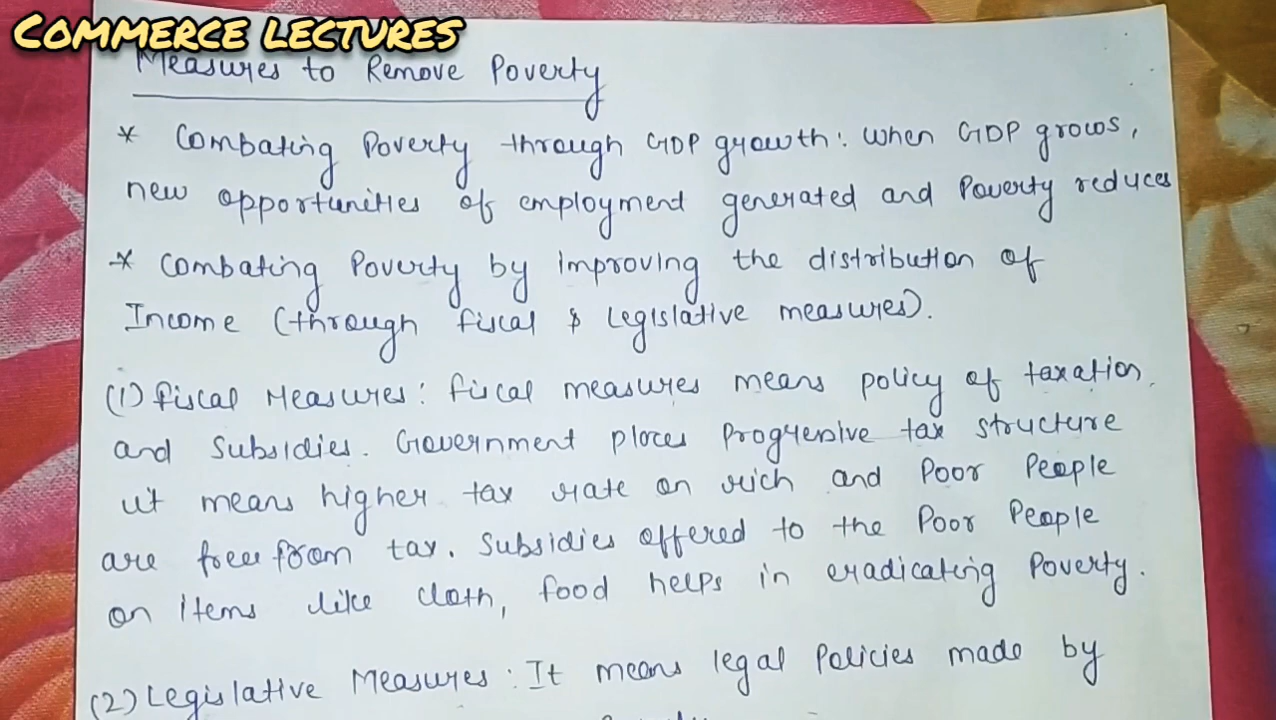 COMMERCE LECTURES
Measures to Remove Poverty
* Combating Poverty through GDP growth: When GDP grows,
new opportunities of employment generated and Poverty reduces
* Combating Poverty by improving the distribution of
Income (through fiscal & Legislative measures).
(1) Fiscal Measures: Fiscal measures means policy of taxation
and Subsidies. Government places Progressive tax structure
it means higher tax rate on rich and Poor People
are free from tax. Subsidies offered to the Poor People
on items like cloth, food helps in eradicating Poverty.
(2) Legislative Measures: It means legal Policies made by